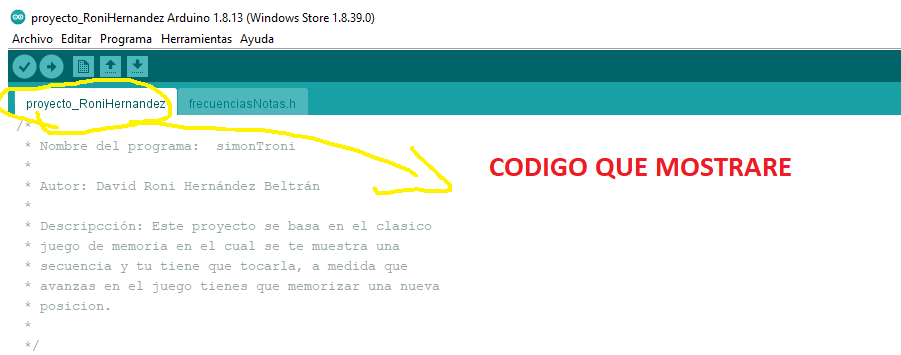 proyecto_RoniHernandez Arduino 1.8.13 (Windows Store 1.8.39.0)
Archivo Editar Programa Herramientas Ayuda
proyecto_RoniHernandez frecuenciasNotas.h
/*
* Nombre del programa: simonTroni
*
* Autor: David Roni Hernández Beltrán
*
* Descripcción: Este proyecto se basa en el clasico
* juego de memoria en el cual se te muestra una
* secuencia y tu tiene que tocarla, a medida que
* avanzas en el juego tienes que memorizar una nueva
* posicion.
*
*/
CODIGO QUE MOSTRARE